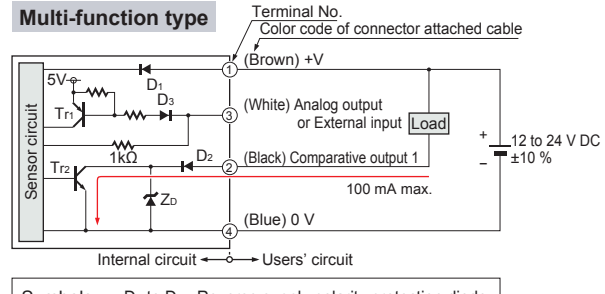 Multi-function type
Terminal No.
Color code of connector attached cable
(Brown) +V
1
5V
D1
D3
Tr1
3
(White) Analog output
or External input
Load
1kΩ
D2
2
(Black) Comparative output 1
+
12 to 24 V DC
±10 %
−
Sensor circuit
Tr2
ZD
100 mA max.
4
(Blue) 0 V
Internal circuit
Users' circuit